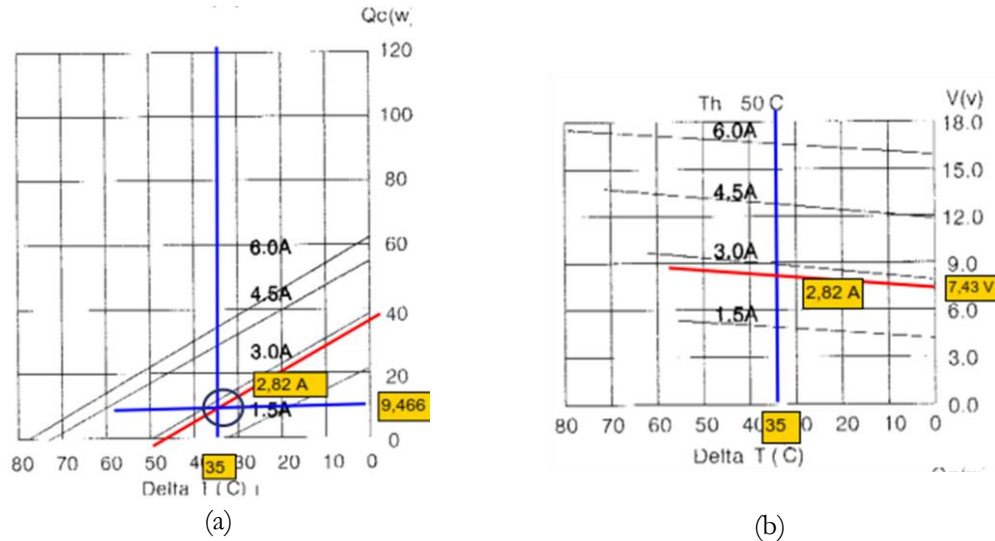 Qc(w)
120
100
80
60
40
20
0
6.0A
4.5A
3.0A
2,82 A
1.5A
9,466
80 70 60 50 40 35 30 20 10 0
Delta T ( C )
(a)
Th 50 C
V(v)
18.0
15.0
12.0
9.0
7,43 V
6.0
3.0
0.0
6.0A
4.5A
3.0A
2,82 A
1.5A
80 70 60 50 35 30 20 10 0
Delta T ( C )
(b)